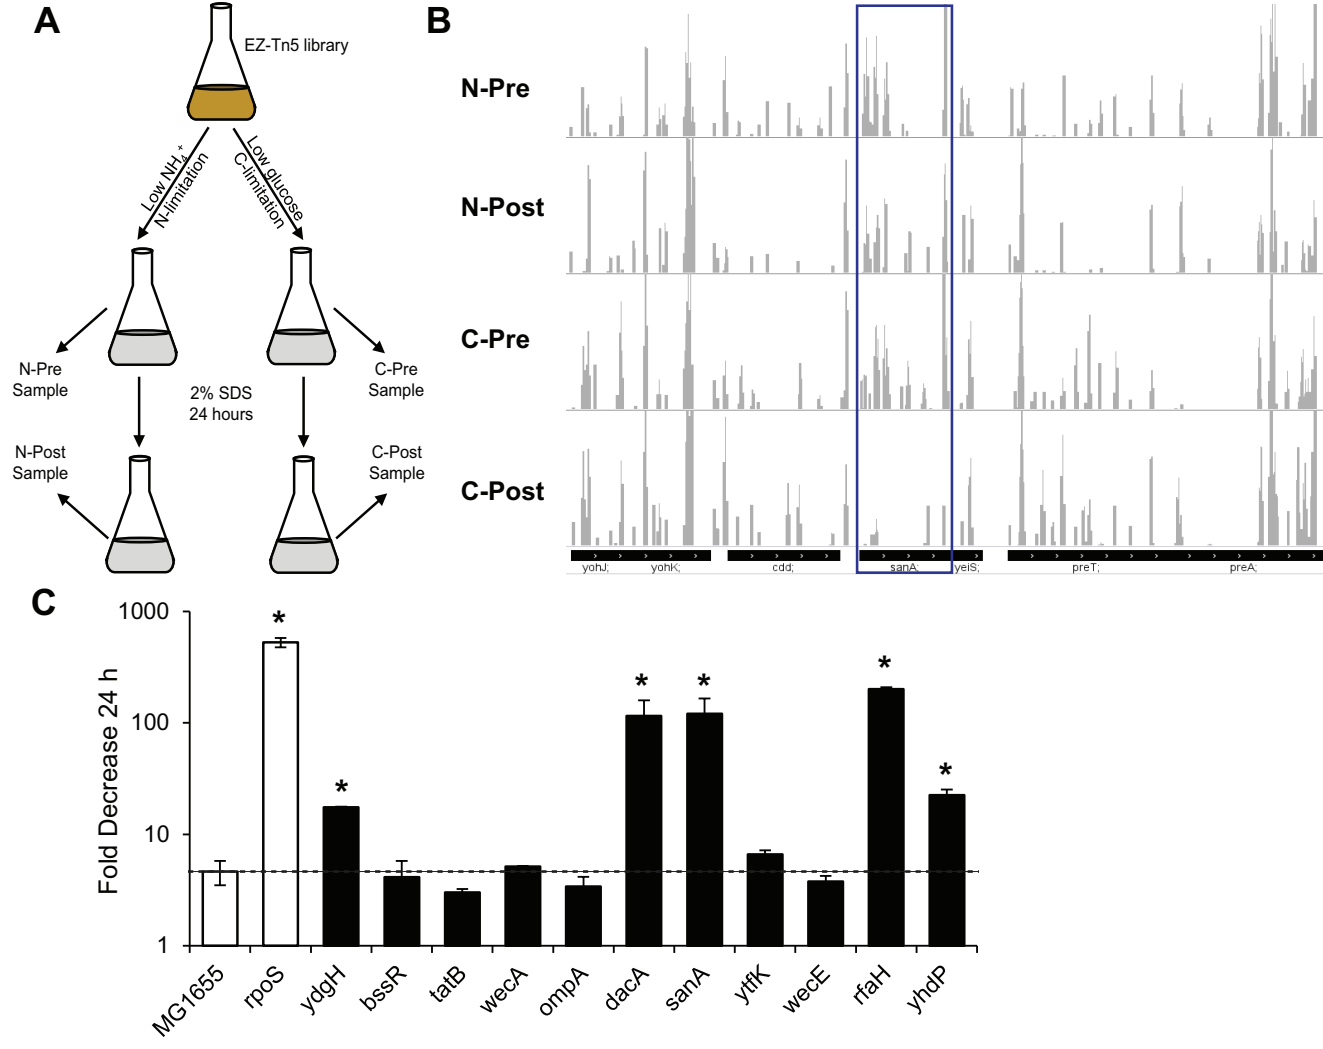 A
EZ-Tn5 library
Low NH4+
N-limitation
Low glucose
C-limitation
N-Pre
Sample
C-Pre
Sample
2% SDS
24 hours
N-Post
Sample
C-Post
Sample
B
N-Pre
N-Post
C-Pre
C-Post
yohJ; yohK; cdd; sanA; yeiS; preT; preA;
C
Fold Decrease 24 h
1000
100
10
1
* * * * * *
MG1655 rpoS ydgH bssR tatB wecA ompA dacA sanA ytfK wecE rfaH yhdP